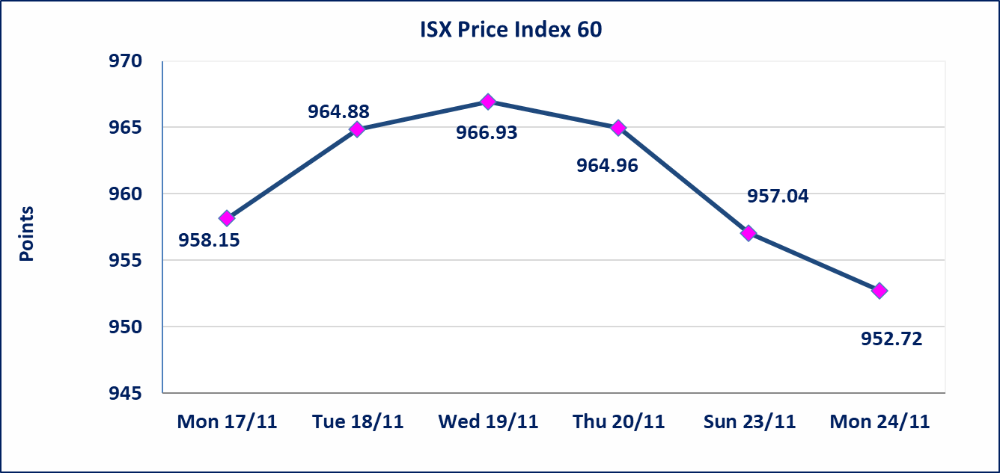 ISX Price Index 60
Points
970
965
960
955
950
945
958.15
964.88
966.93
964.96
957.04
952.72
Mon 17/11
Tue 18/11
Wed 19/11
Thu 20/11
Sun 23/11
Mon 24/11